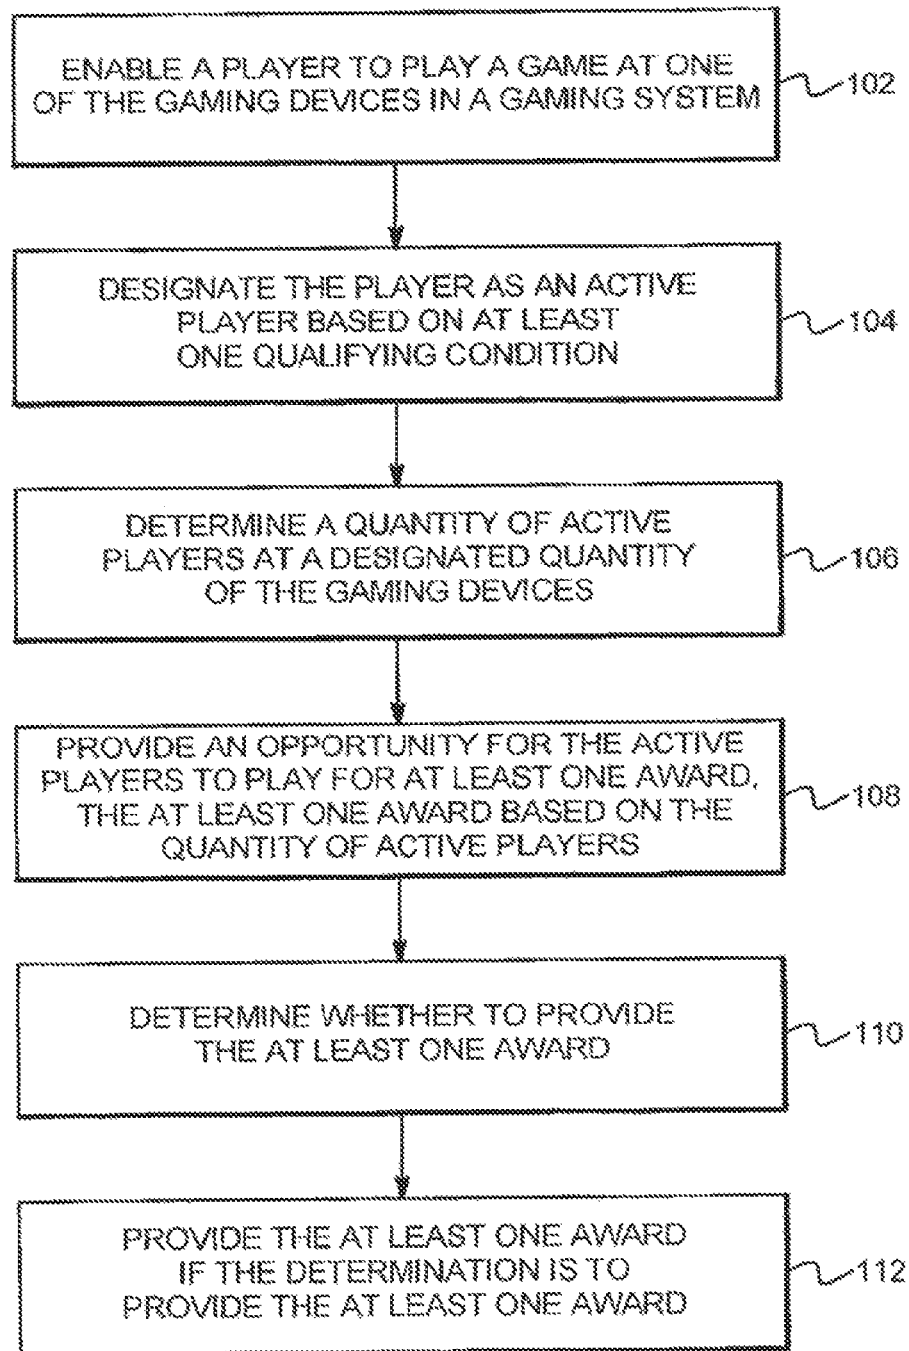 ENABLE A PLAYER TO PLAY A GAME AT ONE
OF THE GAMING DEVICES IN A GAMING SYSTEM
102
DESIGNATE THE PLAYER AS AN ACTIVE
PLAYER BASED ON AT LEAST
ONE QUALIFYING CONDITION
104
DETERMINE A QUANTITY OF ACTIVE
PLAYERS AT A DESIGNATED QUANTITY
OF THE GAMING DEVICES
106
PROVIDE AN OPPORTUNITY FOR THE ACTIVE
PLAYERS TO PLAY FOR AT LEAST ONE AWARD,
THE AT LEAST ONE AWARD BASED ON THE
QUANTITY OF ACTIVE PLAYERS
108
DETERMINE WHETHER TO PROVIDE
THE AT LEAST ONE AWARD
110
PROVIDE THE AT LEAST ONE AWARD
IF THE DETERMINATION IS TO
PROVIDE THE AT LEAST ONE AWARD
112